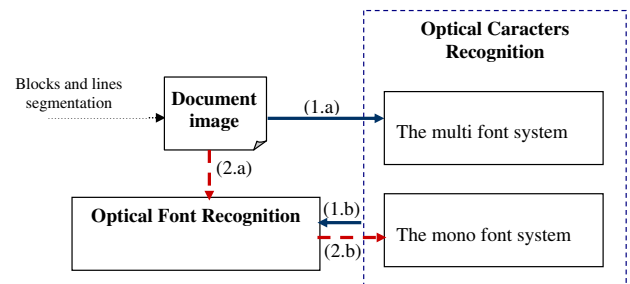 Optical Caracters
Recognition
Blocks and lines
segmentation
Document
image
(1.a)
The multi font system
(2.a)
Optical Font Recognition
(1.b)
(2.b)
The mono font system